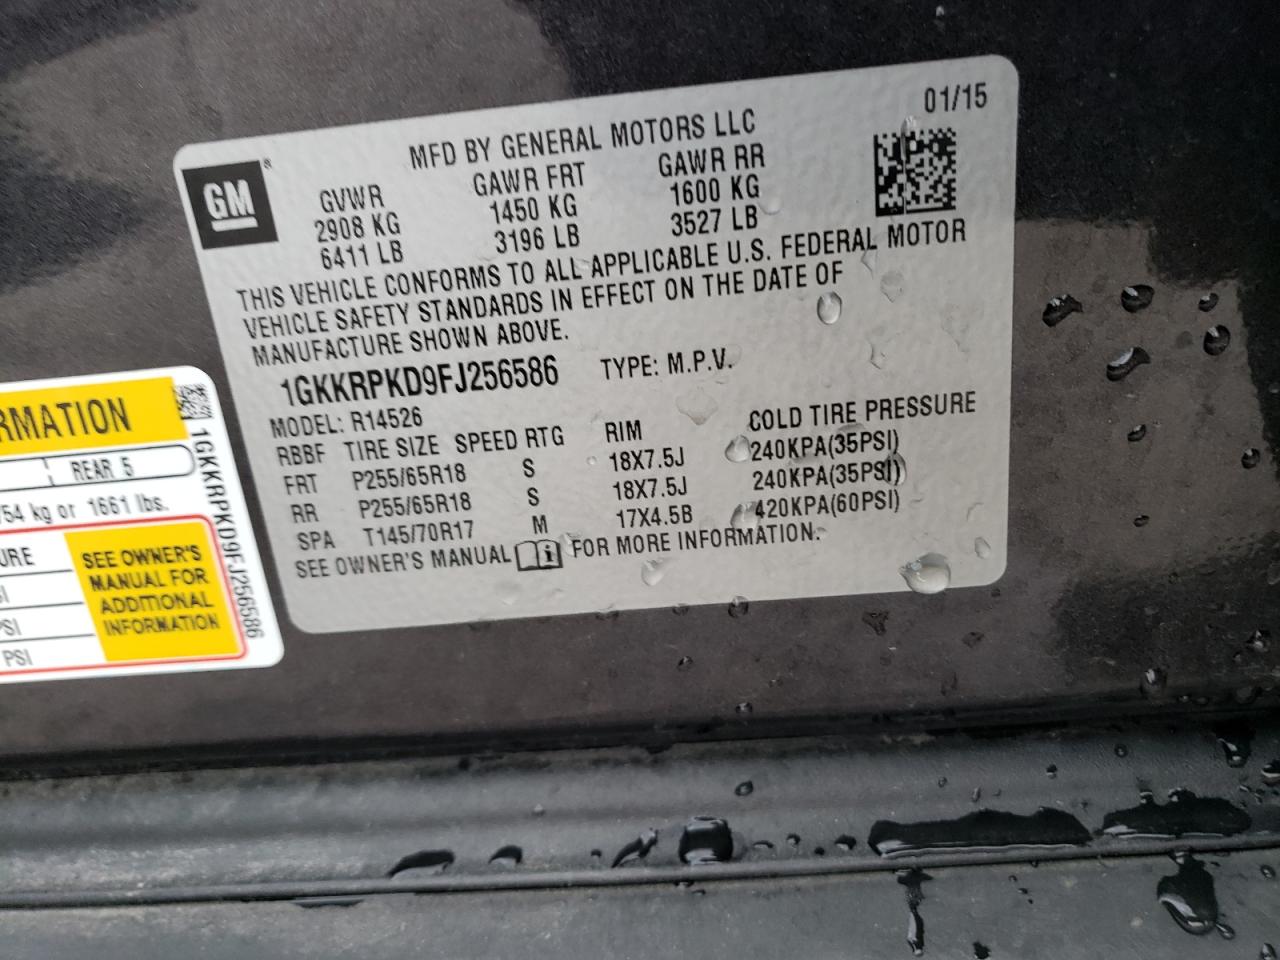 01/15
MFD BY GENERAL MOTORS LLC
GM ®
GVWR GAWR FRT GAWR RR
2908 KG 1450 KG 1600 KG
6411 LB 3196 LB 3527 LB
THIS VEHICLE CONFORMS TO ALL APPLICABLE U.S. FEDERAL MOTOR
VEHICLE SAFETY STANDARDS IN EFFECT ON THE DATE OF
MANUFACTURE SHOWN ABOVE.
1GKKRPKD9FJ256586 TYPE: M.P.V.
MODEL: R14526
RBBF TIRE SIZE SPEED RTG RIM COLD TIRE PRESSURE
FRT P255/65R18 S 18X7.5J 240KPA(35PSI)
RR P255/65R18 S 18X7.5J 240KPA(35PSI)
SPA T145/70R17 M 17X4.5B 420KPA(60PSI)
SEE OWNER'S MANUAL FOR MORE INFORMATION.
RMATION
REAR 5
754 kg or 1661 lbs.
URE
SI
PSI
PSI
SEE OWNER'S
MANUAL FOR
ADDITIONAL
INFORMATION
1GKKRPKD9FJ256586